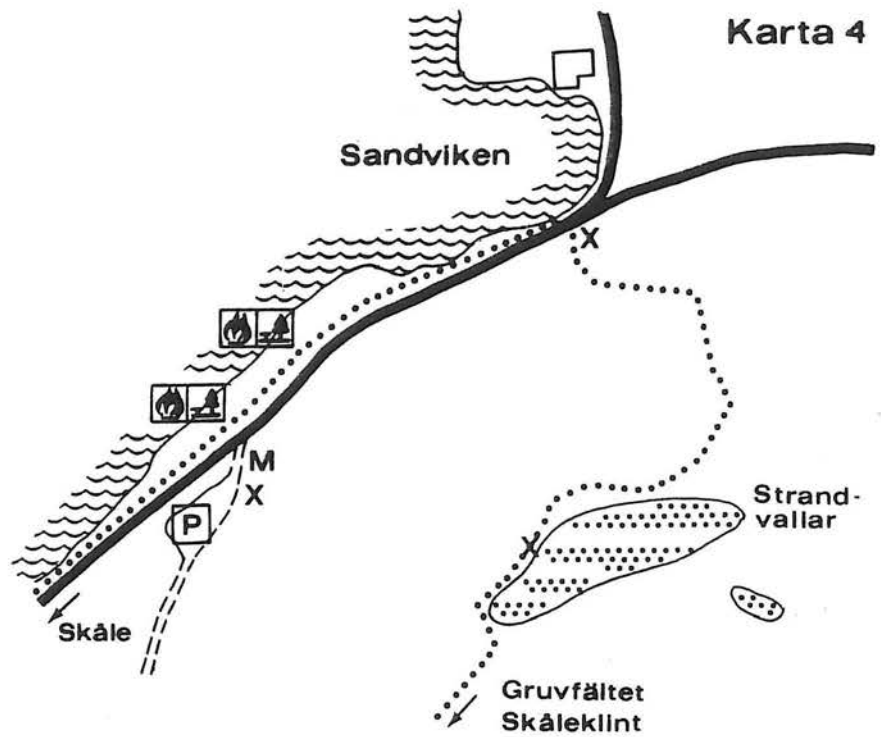 Karta 4
Sandviken
X
M
X
P
Strand-
vallar
X
Skåle
Gruvfältet
Skåleklint